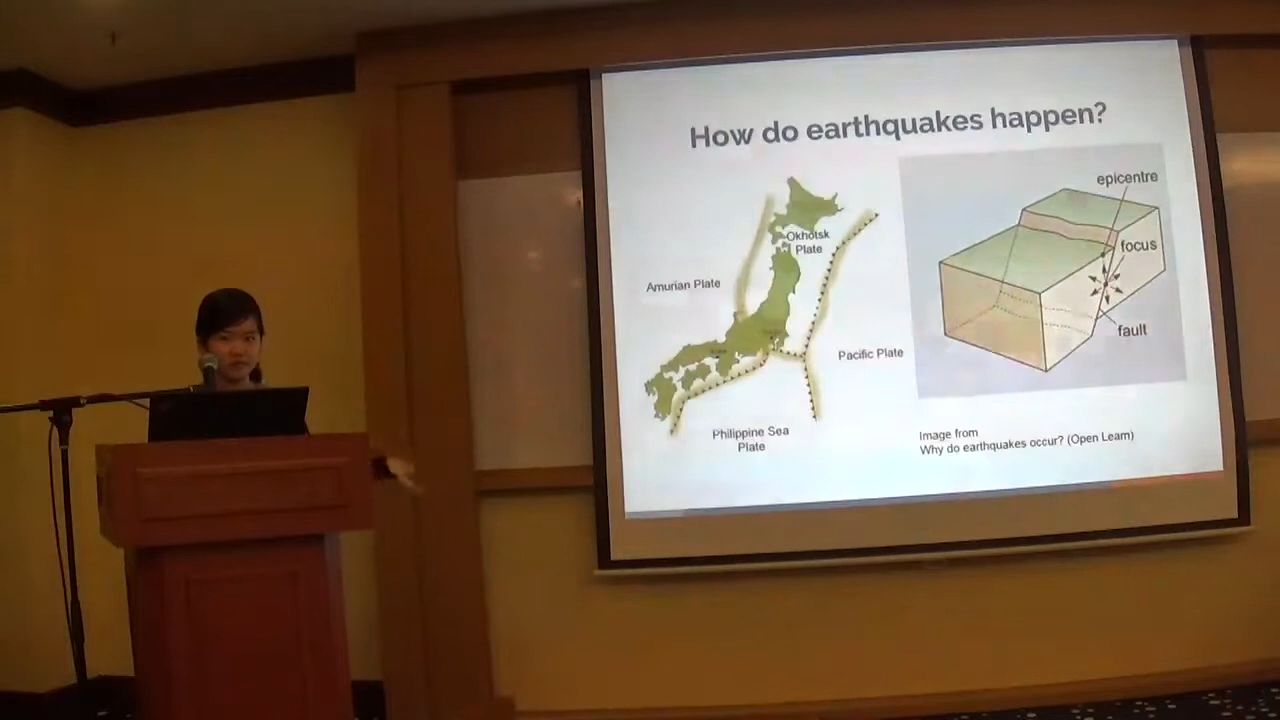 How do earthquakes happen?
Okhotsk
Plate
Amurian Plate
Pacific Plate
Philippine Sea
Plate
epicentre
focus
fault
Image from
Why do earthquakes occur? (Open Learn)